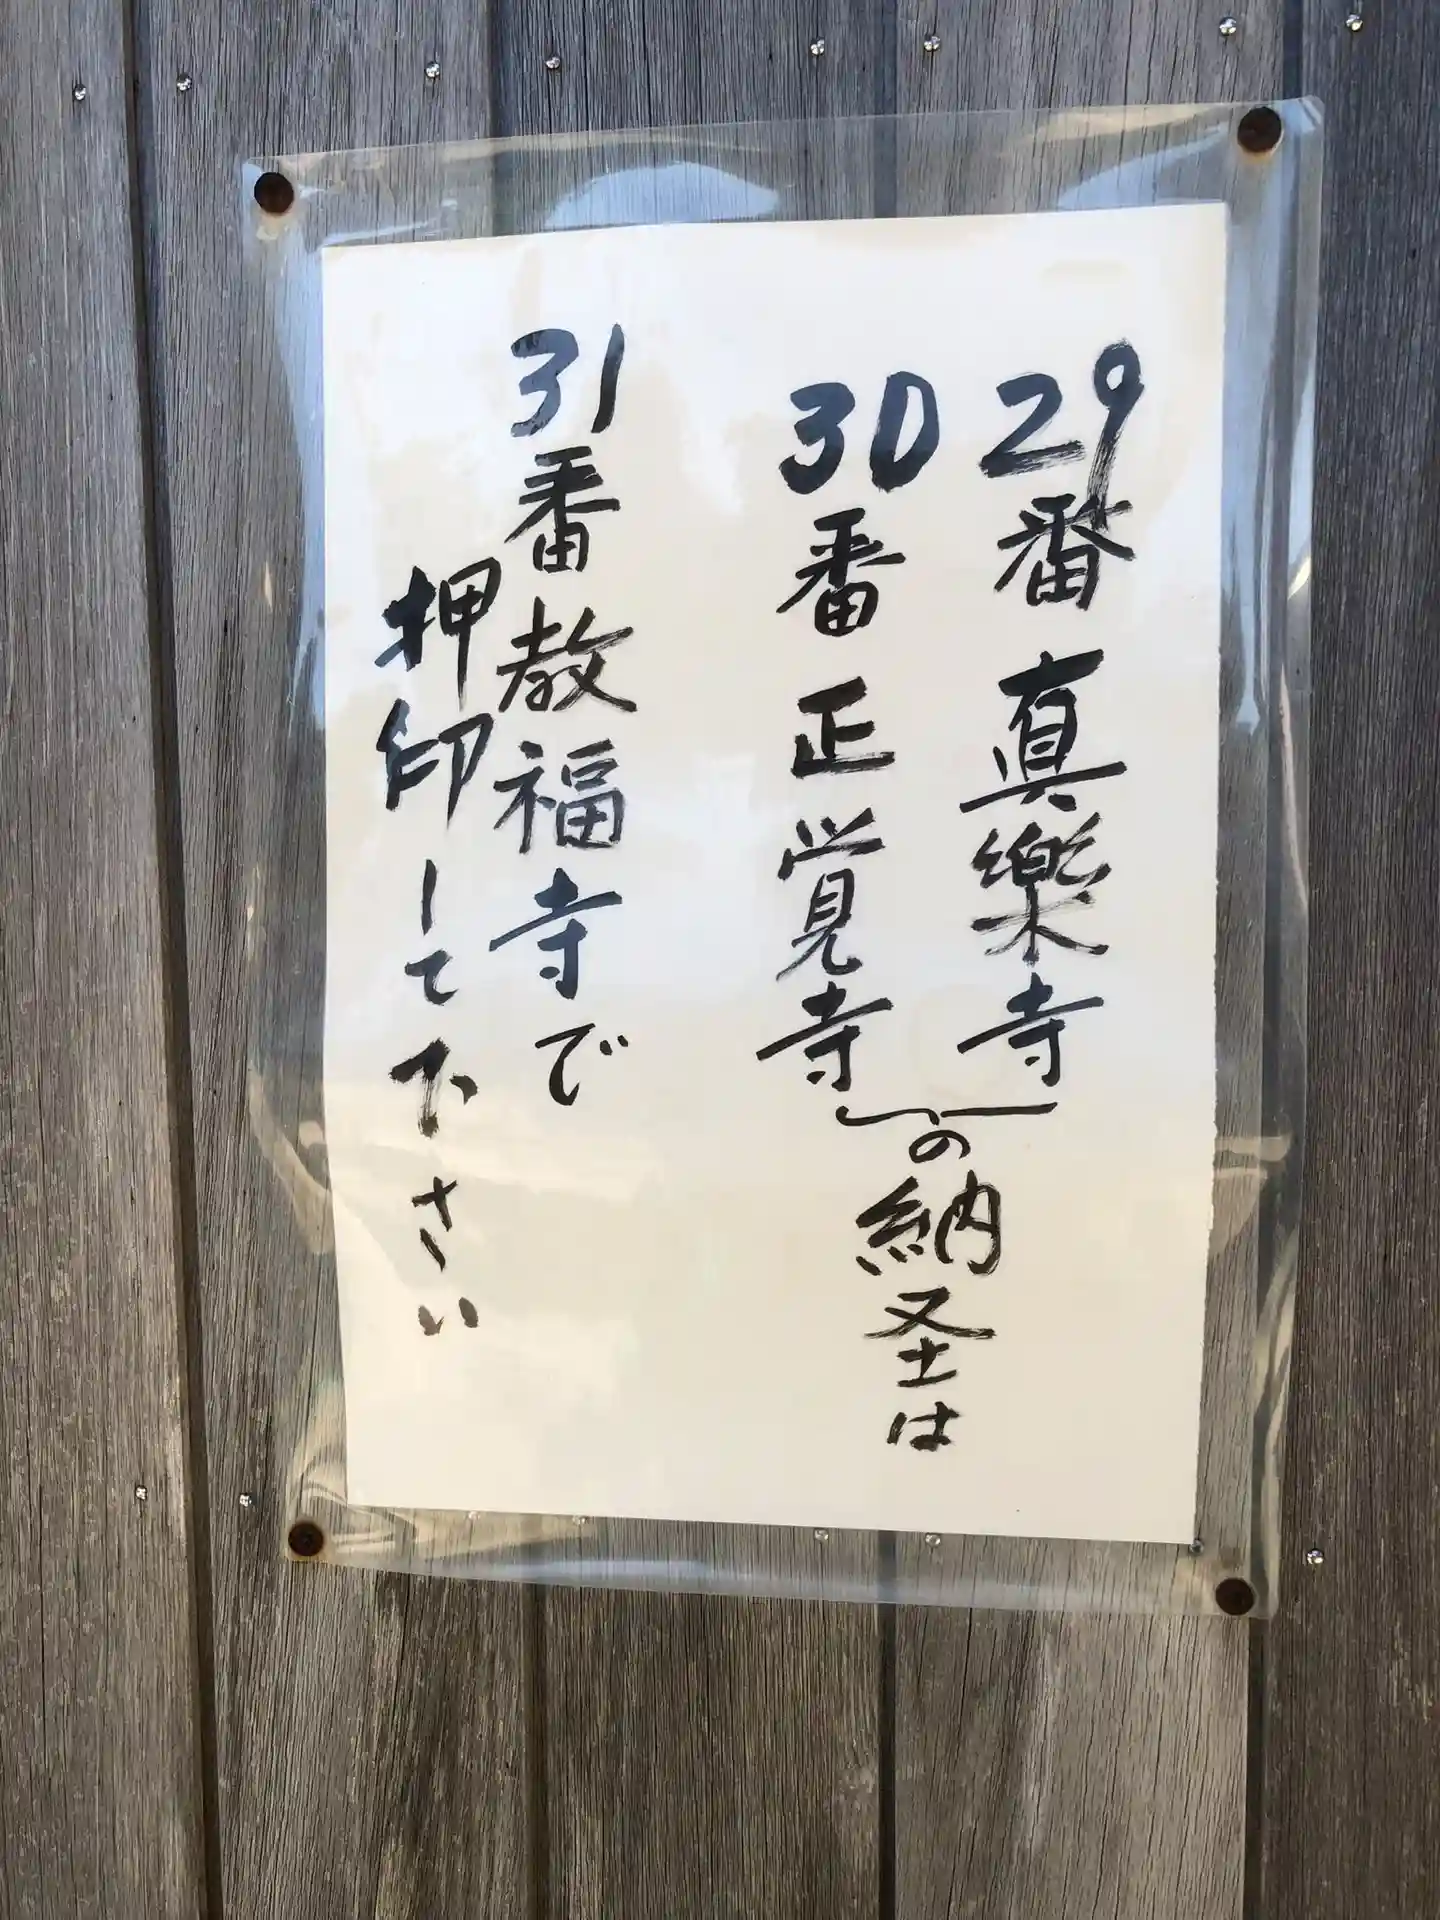 29番真樂寺
30番正覚寺
の納圣は
31番教福寺で
押印して下さい